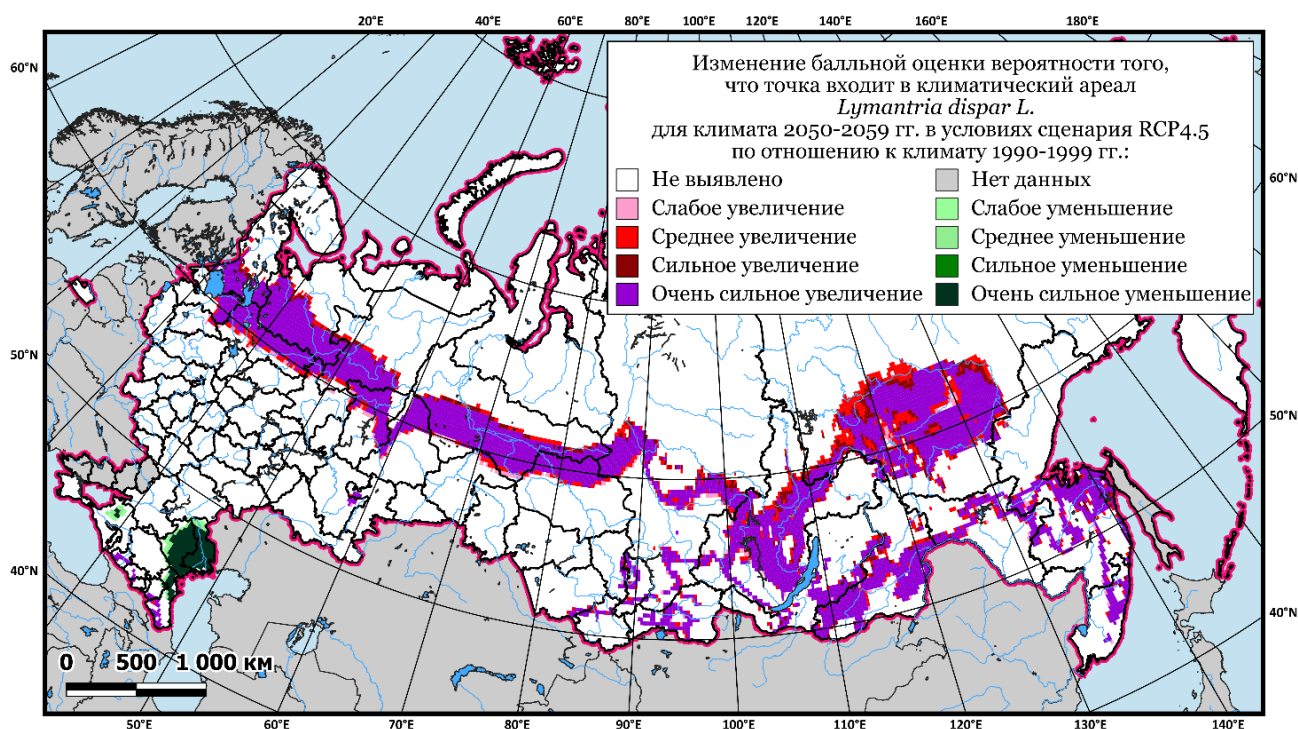 20°E 40°E 60°E 80°E 100°E 120°E 140°E 160°E 180°E
60°N
Изменение балльной оценки вероятности того,
что точка входит в климатический ареал
Lymantria dispar L.
для климата 2050-2059 гг. в условиях сценария RCP4.5
по отношению к климату 1990-1999 гг.:
Не выявлено
Нет данных
60°N
Слабое увеличение
Слабое уменьшение
Среднее увеличение
Среднее уменьшение
Сильное увеличение
Сильное уменьшение
Очень сильное увеличение
Очень сильное уменьшение
50°N
50°N
40°N
40°N
0 500 1 000 км
50°E 60°E 70°E 80°E 90°E 100°E 110°E 120°E 130°E 140°E